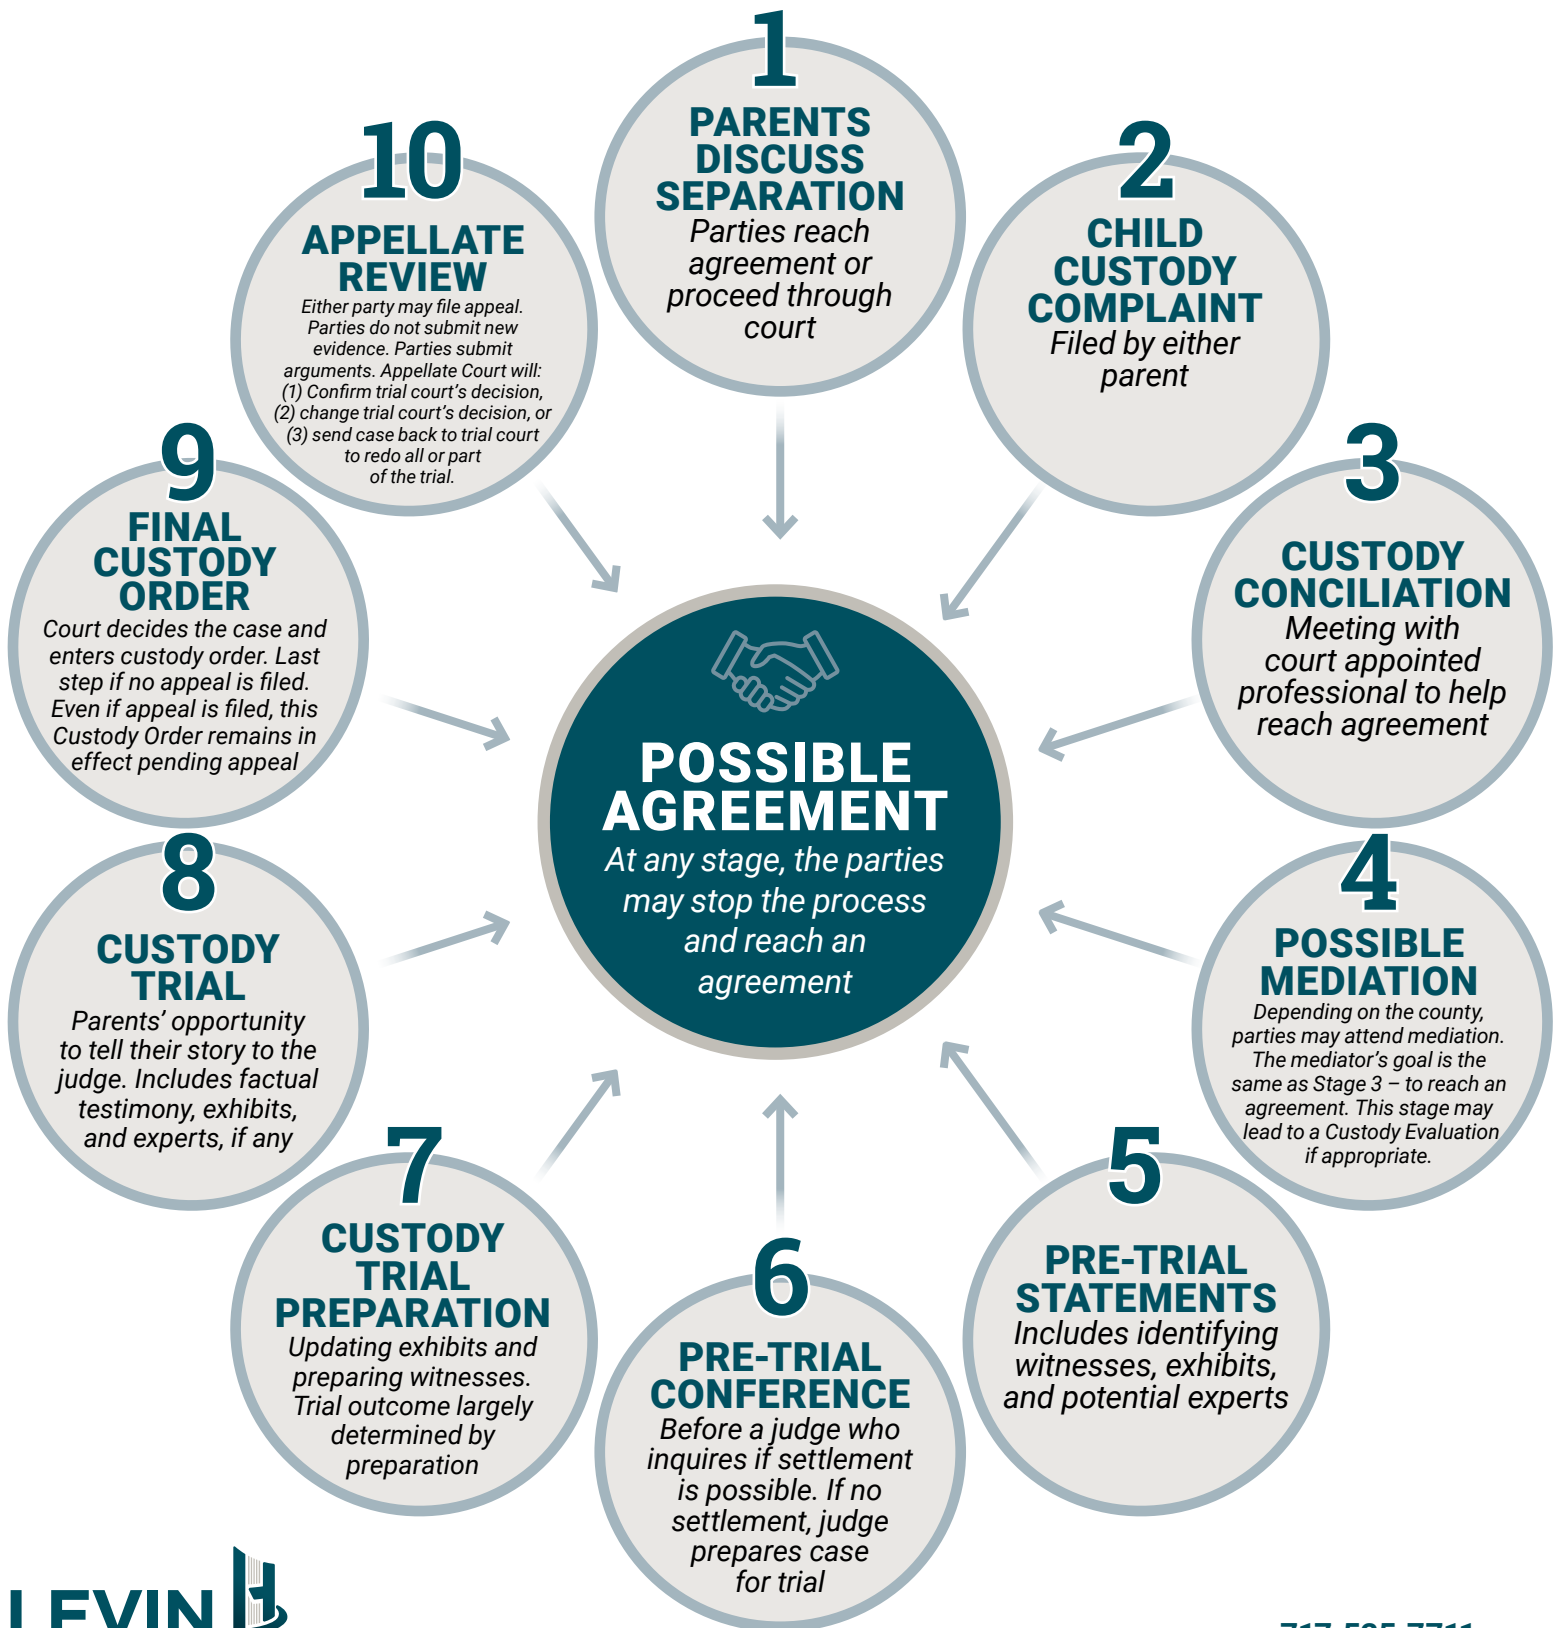 1
PARENTS
DISCUSS
SEPARATION
Parties reach
agreement or
proceed through
court
2
CHILD
CUSTODY
COMPLAINT
Filed by either
parent
3
CUSTODY
CONCILIATION
Meeting with
court appointed
professional to help
reach agreement
4
POSSIBLE
MEDIATION
Depending on the county,
parties may attend mediation.
The mediator's goal is the
same as Stage 3 – to reach an
agreement. This stage may
lead to a Custody Evaluation
if appropriate.
5
PRE-TRIAL
STATEMENTS
Includes identifying
witnesses, exhibits,
and potential experts
6
PRE-TRIAL
CONFERENCE
Before a judge who
inquires if settlement
is possible. If no
settlement, judge
prepares case
for trial
7
CUSTODY
TRIAL
PREPARATION
Updating exhibits and
preparing witnesses.
Trial outcome largely
determined by
preparation
8
CUSTODY
TRIAL
Parents' opportunity
to tell their story to the
judge. Includes factual
testimony, exhibits,
and experts, if any
9
FINAL
CUSTODY
ORDER
Court decides the case and
enters custody order. Last
step if no appeal is filed.
Even if appeal is filed, this
Custody Order remains in
effect pending appeal
10
APPELLATE
REVIEW
Either party may file appeal.
Parties do not submit new
evidence. Parties submit
arguments. Appellate Court will:
(1) Confirm trial court's decision,
(2) change trial court's decision, or
(3) send case back to trial court
to redo all or part
of the trial.
POSSIBLE
AGREEMENT
At any stage, the parties
may stop the process
and reach an
agreement
LEVIN